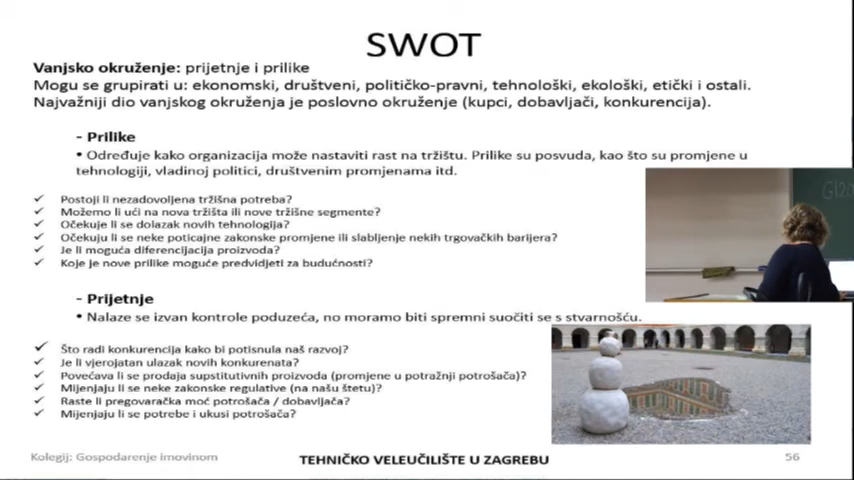 SWOT
Vanjsko okruženje: prijetnje i prilike
Mogu se grupirati u: ekonomski, društveni, političko-pravni, tehnološki, ekološki, etički i ostali.
Najvažniji dio vanjskog okruženja je poslovno okruženje (kupci, dobavljači, konkurencija).
- Prilike
• Određuje kako organizacija može nastaviti rast na tržištu. Prilike su posvuda, kao što su promjene u
tehnologiji, vladinoj politici, društvenim promjenama itd.
✓ Postoji li nezadovoljena tržišna potreba?
✓ Možemo li ući na nova tržišta ili nove tržišne segmente?
✓ Očekuje li se dolazak novih tehnologija?
✓ Očekuju li se neke poticajne zakonske promjene ili slabljenje nekih trgovačkih barijera?
✓ Je li moguća diferencijacija proizvoda?
✓ Koje je nove prilike moguće predvidjeti za budućnosti?
- Prijetnje
• Nalaze se izvan kontrole poduzeća, no moramo biti spremni suočiti se s stvarnošću.
✓ Što radi konkurencija kako bi potisnula naš razvoj?
✓ Je li vjerojatan ulazak novih konkurenata?
✓ Povećava li se prodaja supstitutivnih proizvoda (promjene u potražnji potrošača)?
✓ Mijenjaju li se neke zakonske regulative (na našu štetu)?
✓ Raste li pregovaračka moć potrošača / dobavljača?
✓ Mijenjaju li se potrebe i ukusi potrošača?
Kolegij: Gospodarenje imovinom
TEHNIČKO VELEUČILIŠTE U ZAGREBU
56